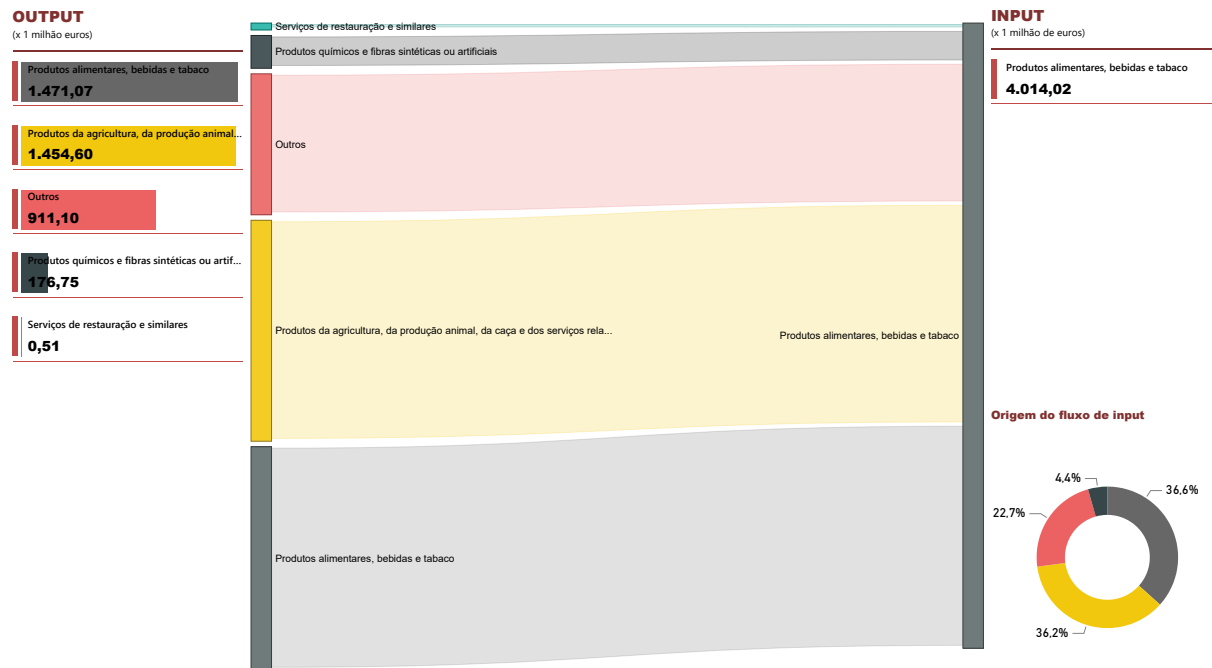 OUTPUT
(x 1 milhão euros)
Produtos alimentares, bebidas e tabaco
1.471,07
Produtos da agricultura, da produção animal...
1.454,60
Outros
911,10
Produtos químicos e fibras sintéticas ou artif...
176,75
Serviços de restauração e similares
0,51
Serviços de restauração e similares
Produtos químicos e fibras sintéticas ou artificiais
Outros
Produtos da agricultura, da produção animal, da caça e dos serviços rela...
Produtos alimentares, bebidas e tabaco
Produtos alimentares, bebidas e tabaco
INPUT
(x 1 milhão de euros)
Produtos alimentares, bebidas e tabaco
4.014,02
Origem do fluxo de input
4,4%
36,6%
22,7%
36,2%